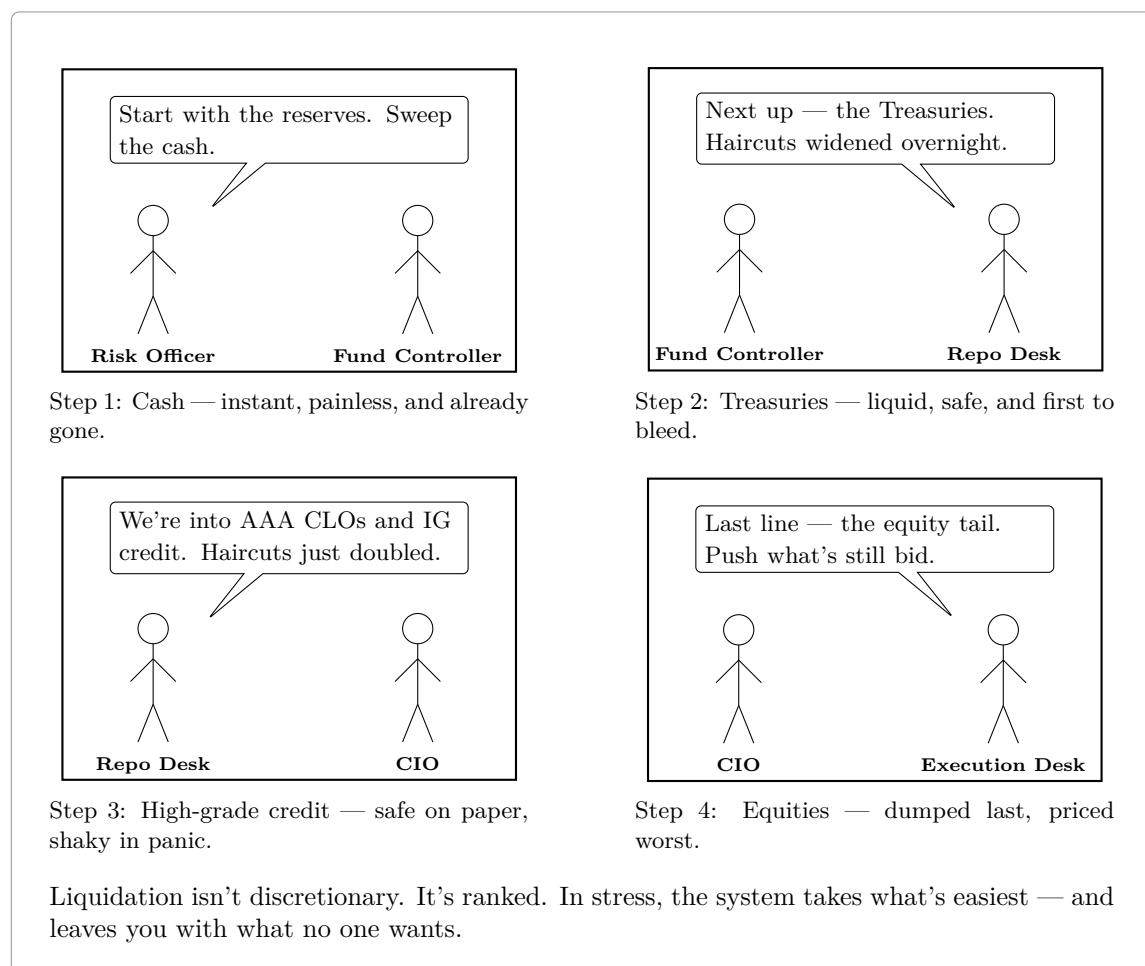 Start with the reserves. Sweep
the cash.
Risk Officer
Fund Controller
Step 1: Cash — instant, painless, and already
gone.
Next up — the Treasuries.
Haircuts widened overnight.
Fund Controller
Repo Desk
Step 2: Treasuries — liquid, safe, and first to
bleed.
We're into AAA CLOs and IG
credit. Haircuts just doubled.
Repo Desk
CIO
Step 3: High-grade credit — safe on paper,
shaky in panic.
Last line — the equity tail.
Push what's still bid.
CIO
Execution Desk
Step 4: Equities — dumped last, priced
worst.
Liquidation isn't discretionary. It's ranked. In stress, the system takes what's easiest — and
leaves you with what no one wants.